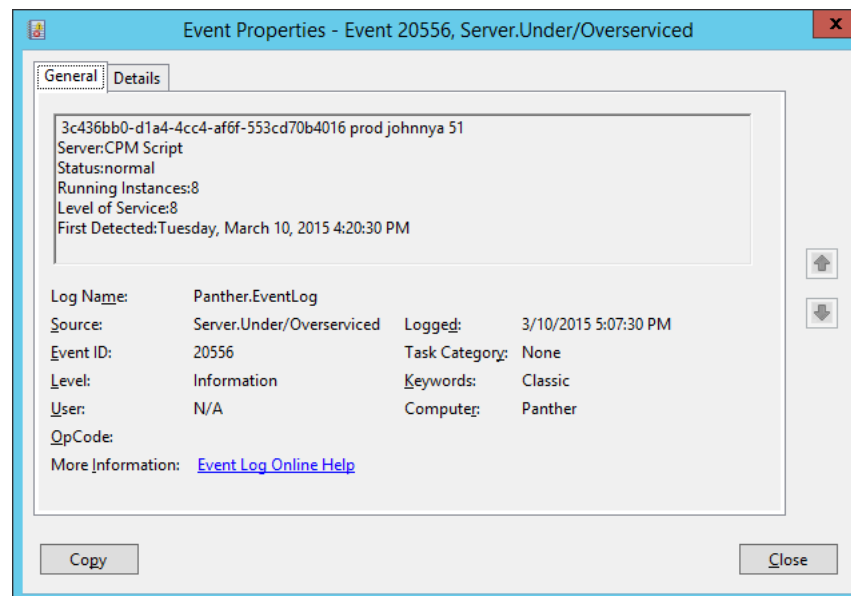 Event Properties - Event 20556, Server.Under/Overserviced
x
General Details
3c436bb0-d1a4-4cc4-af6f-553cd70b4016 prod johnnya 51
Server:CPM Script
Status:normal
Running Instances:8
Level of Service:8
First Detected:Tuesday, March 10, 2015 4:20:30 PM
Log Name: Panther.EventLog
Source: Server.Under/Overserviced Logged: 3/10/2015 5:07:30 PM
Event ID: 20556 Task Category: None
Level: Information Keywords: Classic
User: N/A Computer: Panther
OpCode:
More Information: Event Log Online Help
Copy Close